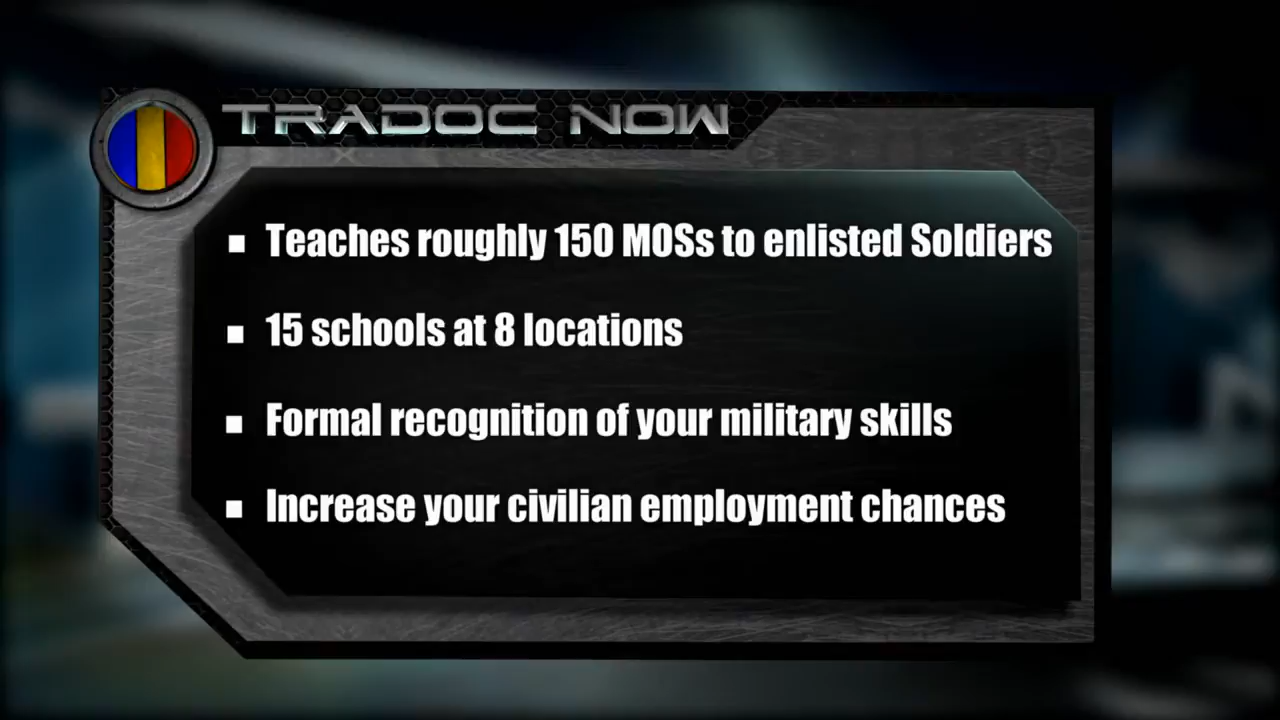 TRADOC NOW
▪ Teaches roughly 150 MOSs to enlisted Soldiers
▪ 15 schools at 8 locations
▪ Formal recognition of your military skills
▪ Increase your civilian employment chances